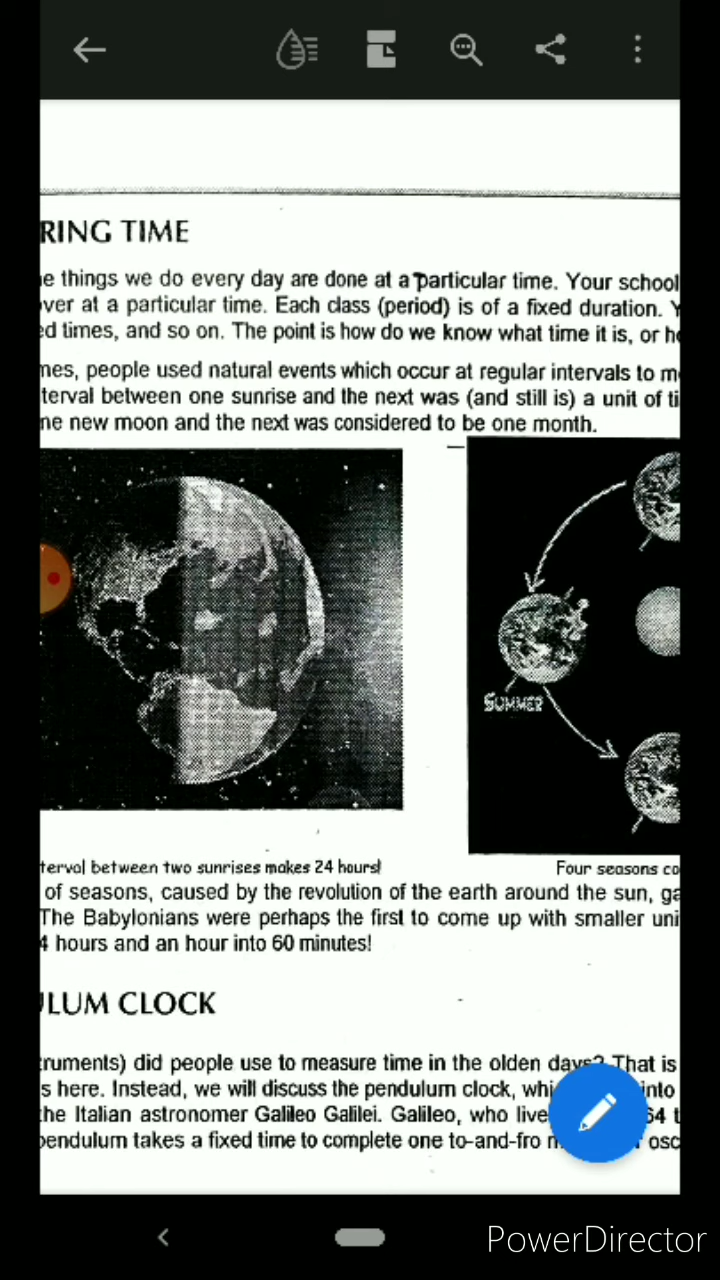 RING TIME
e things we do every day are done at a particular time. Your school
ver at a particular time. Each class (period) is of a fixed duration. Y
ed times, and so on. The point is how do we know what time it is, or h
mes, people used natural events which occur at regular intervals to m
terval between one sunrise and the next was (and still is) a unit of ti
ne new moon and the next was considered to be one month.
SUMMER
terval between two sunrises makes 24 hours!
Four seasons co
of seasons, caused by the revolution of the earth around the sun, ga
The Babylonians were perhaps the first to come up with smaller uni
4 hours and an hour into 60 minutes!
ULUM CLOCK
truments) did people use to measure time in the olden days? That is
s here. Instead, we will discuss the pendulum clock, whi into
the Italian astronomer Galileo Galilei. Galileo, who live 64 t
pendulum takes a fixed time to complete one to-and-fro osc
PowerDirector